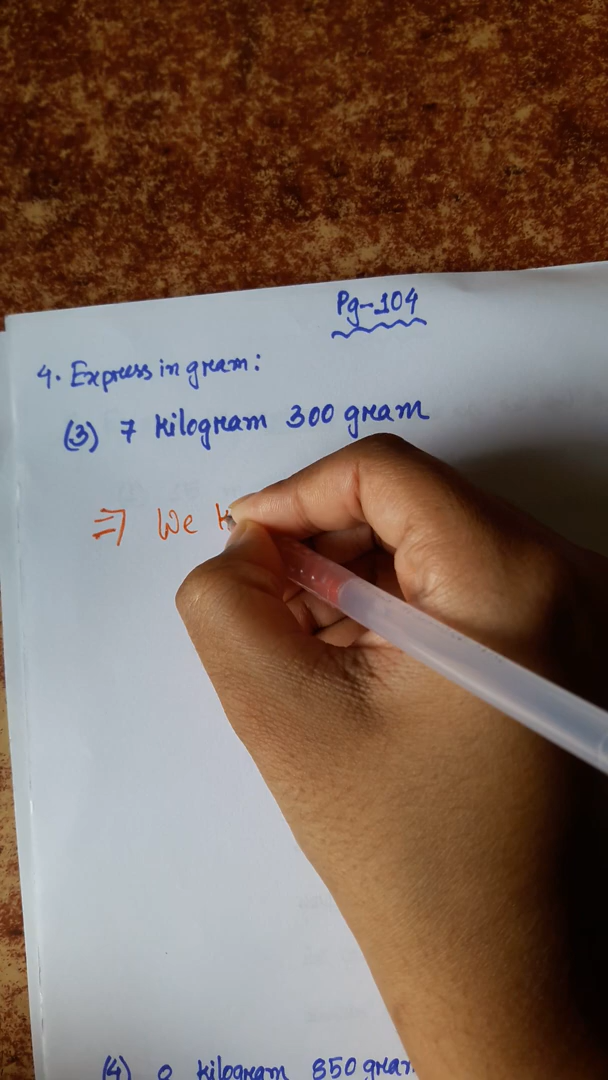 Pg-104
4. Express in gram:
(3) 7 kilogram 300 gram
⇒ We
(4) kilogram 850 gram